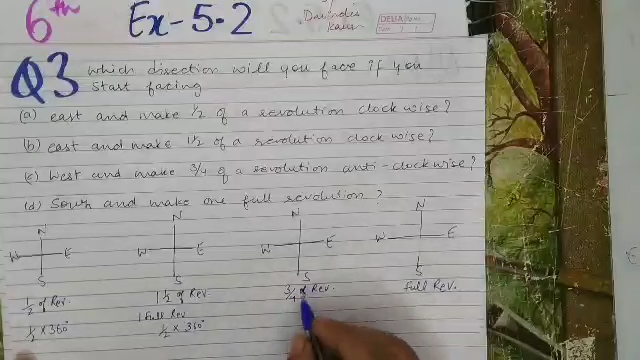 6th Ex-5.2
Q3 which direction will you face if you
start facing
(a) east and make 1/2 of a revolution clockwise?
(b) east and make 1 1/2 of a revolution clockwise?
(c) West and make 3/4 of a revolution anti-clockwise?
(d) South and make one full revolution?
N N N N
W E W E W E W E
S S S S
1/2 of Rev. 1 1/2 of Rev 3/4 of Rev. full Rev.
1 full Rev
1/2 x 360° 1/2 x 360°